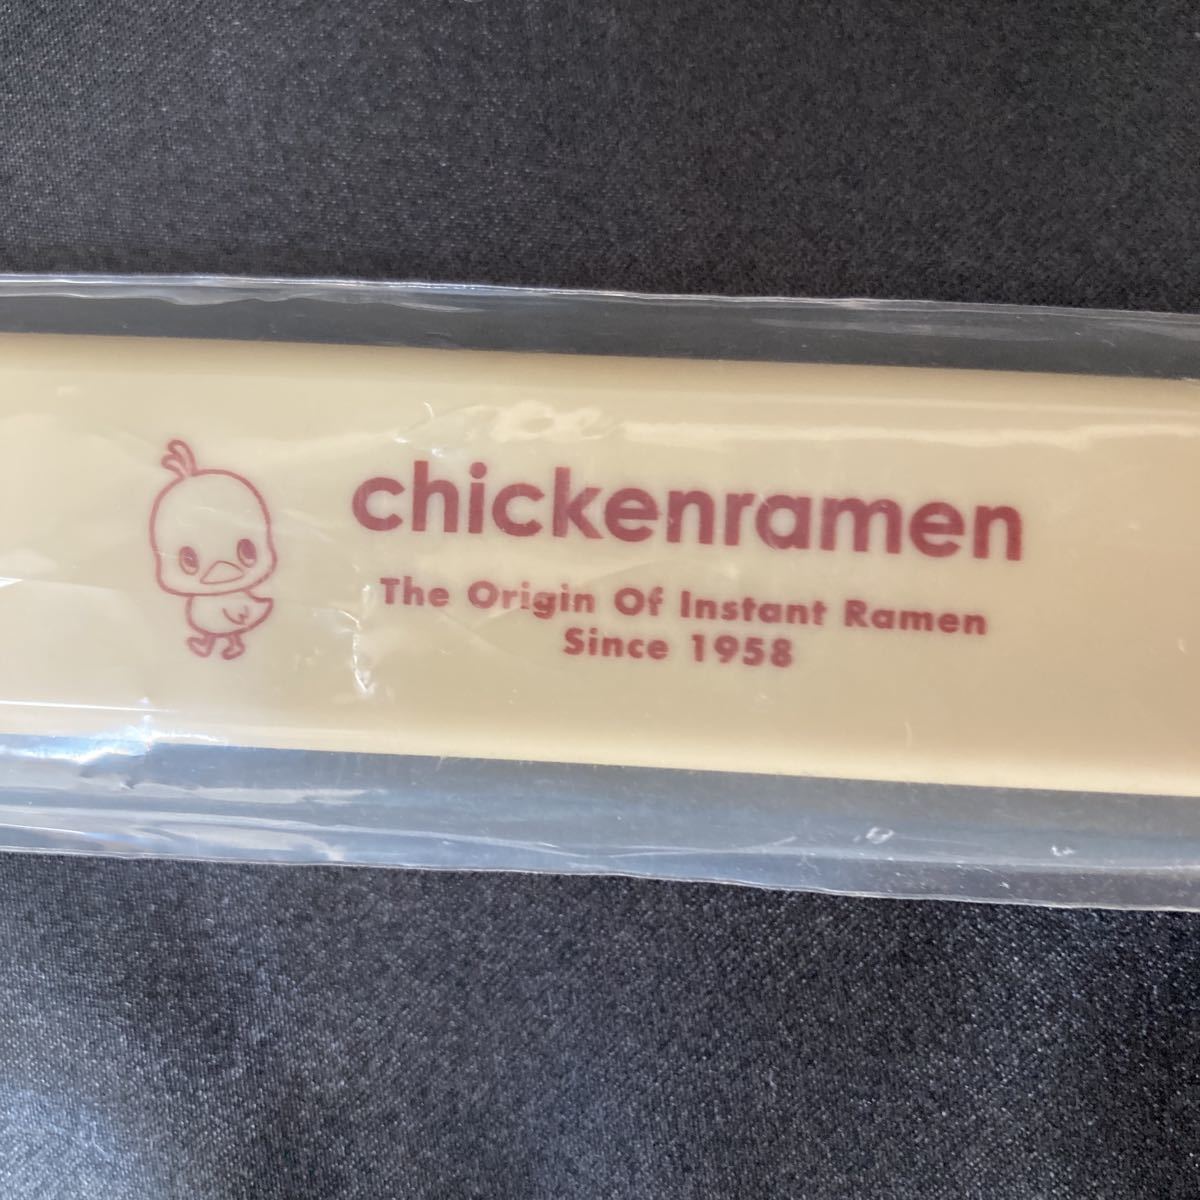 chickenramen
The Origin Of Instant Ramen
Since 1958